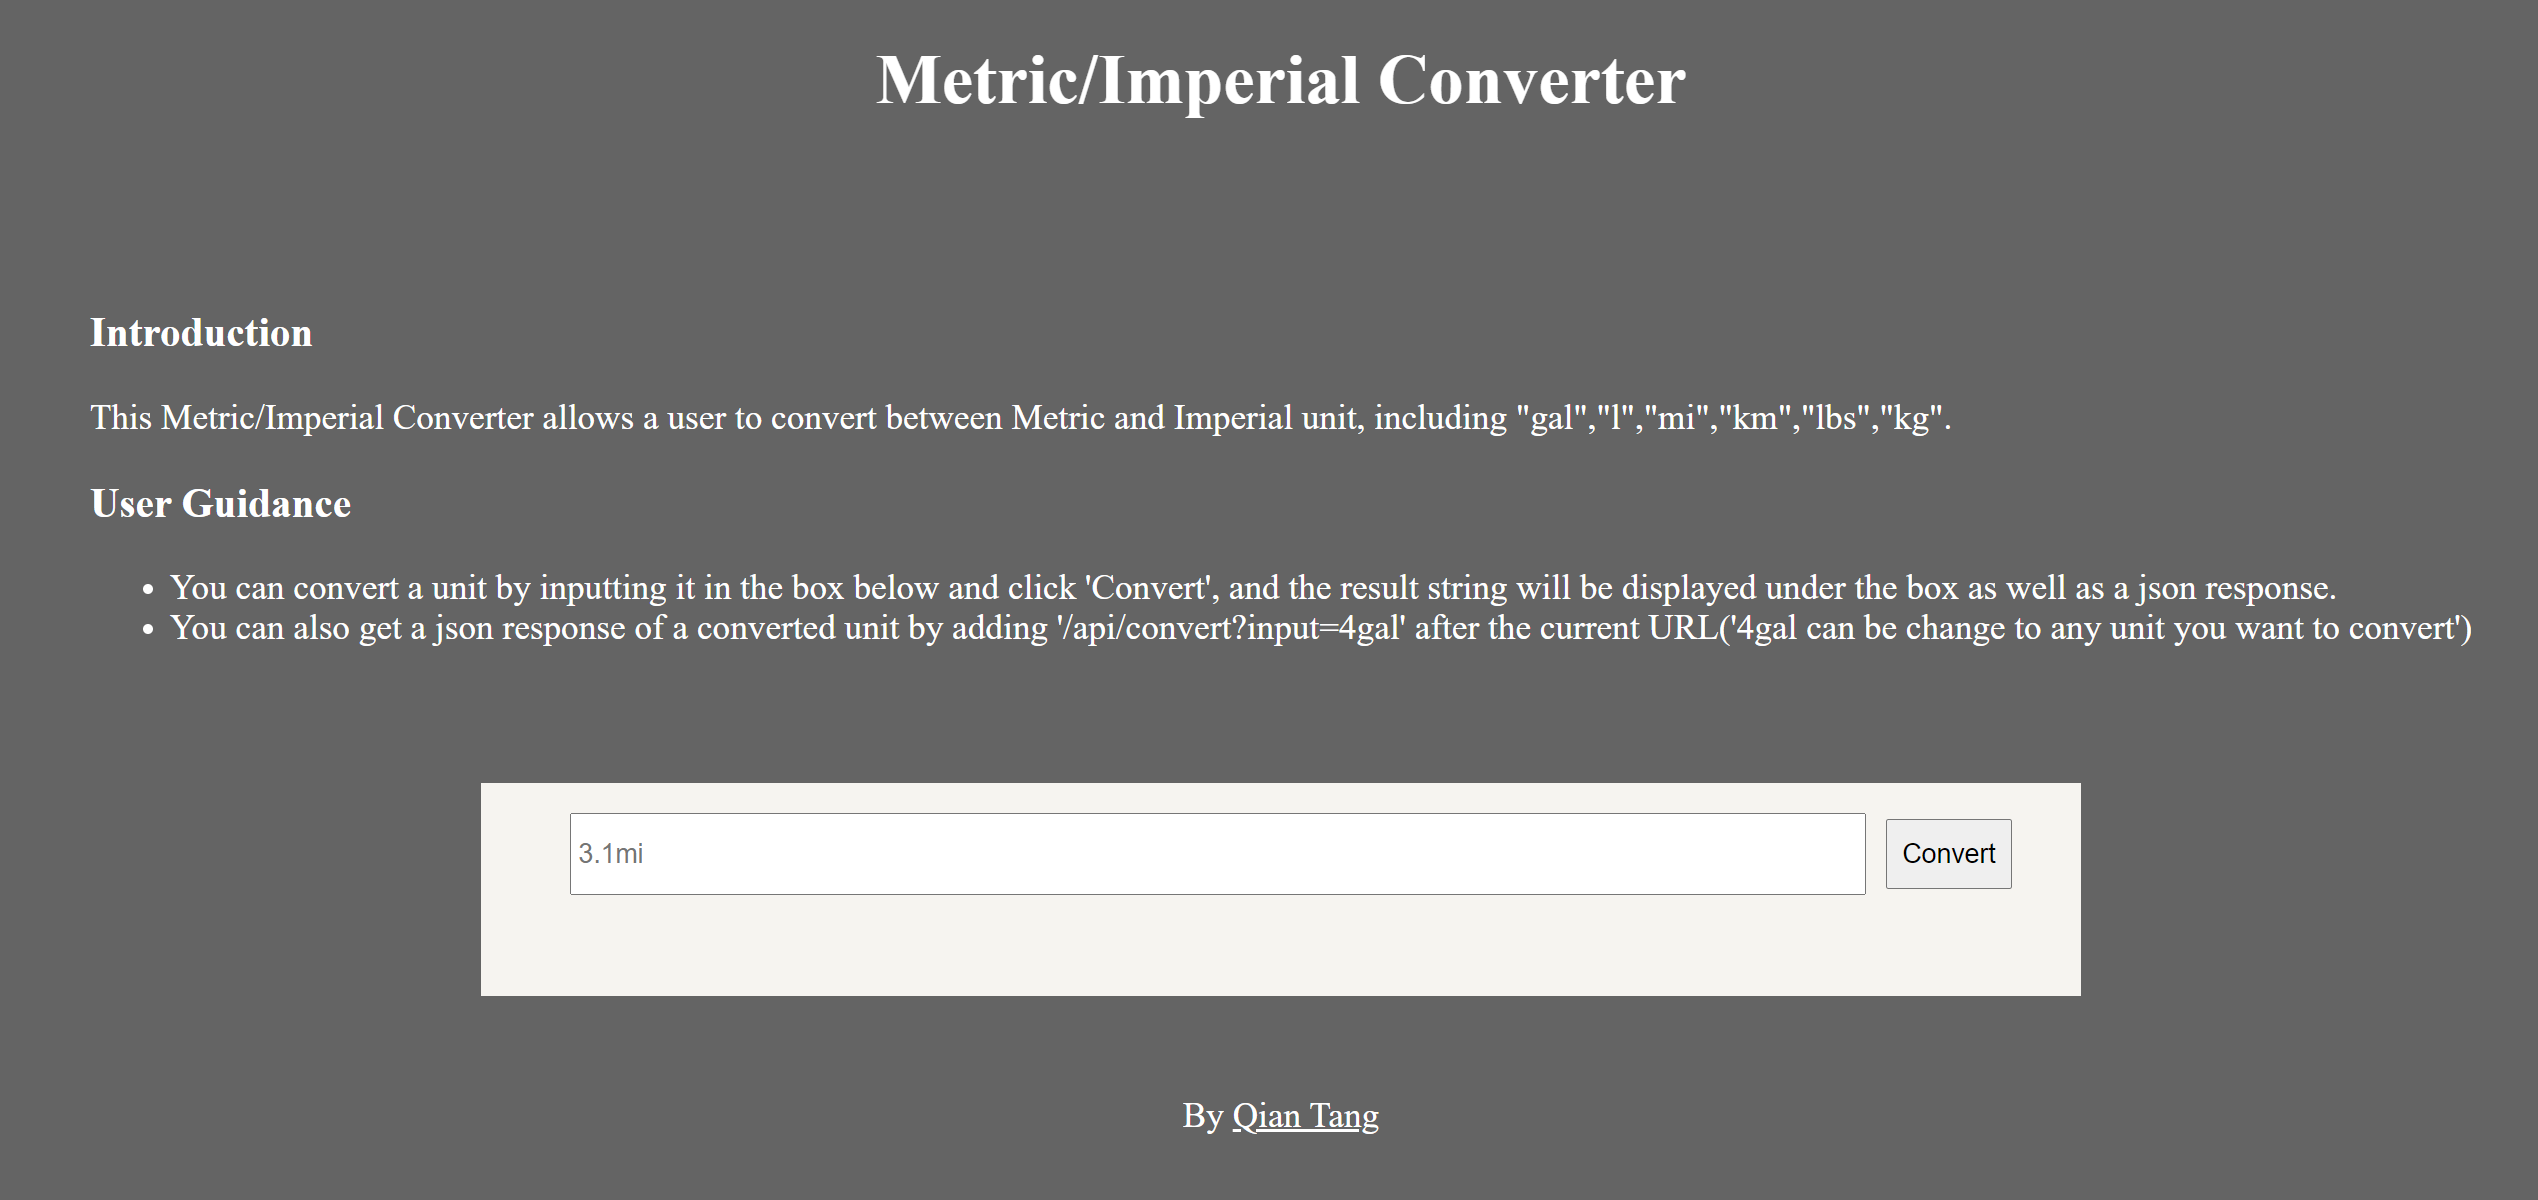 Metric/Imperial Converter
Introduction
This Metric/Imperial Converter allows a user to convert between Metric and Imperial unit, including "gal","l","mi","km","lbs","kg".
User Guidance
• You can convert a unit by inputting it in the box below and click 'Convert', and the result string will be displayed under the box as well as a json response.
• You can also get a json response of a converted unit by adding '/api/convert?input=4gal' after the current URL('4gal can be change to any unit you want to convert')
3.1mi Convert
By Qian Tang